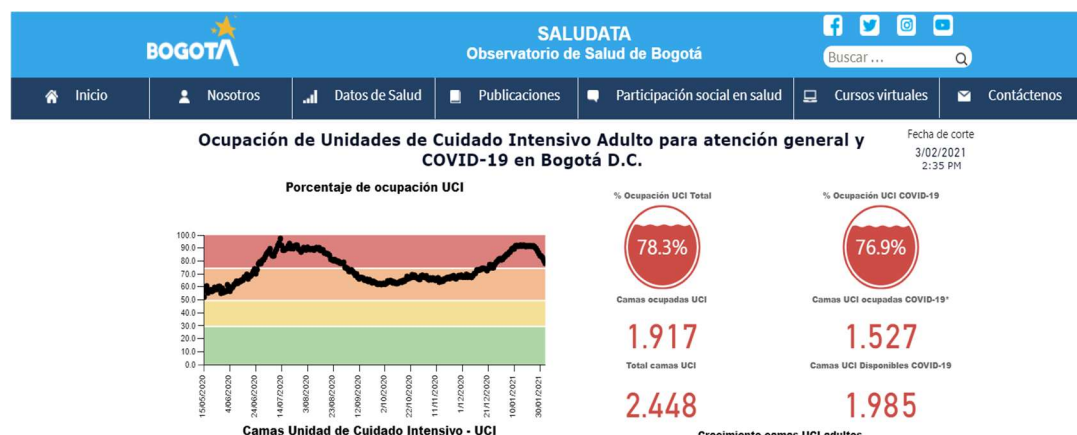 BOGOTÁ
SALUDATA
Observatorio de Salud de Bogotá
Buscar ...
Inicio
Nosotros
Datos de Salud
Publicaciones
Participación social en salud
Cursos virtuales
Contáctenos
Ocupación de Unidades de Cuidado Intensivo Adulto para atención general y
COVID-19 en Bogotá D.C.
Fecha de corte
3/02/2021
2:35 PM
Porcentaje de ocupación UCI
100.0
90.0
80.0
70.0
60.0
50.0
40.0
30.0
20.0
10.0
0.0
15/05/2020
4/06/2020
24/06/2020
14/07/2020
3/08/2020
23/08/2020
12/09/2020
2/10/2020
22/10/2020
11/11/2020
1/12/2020
21/12/2020
10/01/2021
30/01/2021
Camas Unidad de Cuidado Intensivo - UCI
% Ocupación UCI Total
78.3%
Camas ocupadas UCI
1.917
Total camas UCI
2.448
% Ocupación UCI COVID-19
76.9%
Camas UCI ocupadas COVID-19*
1.527
Camas UCI Disponibles COVID-19
1.985
Crecimiento camas UCI adultos